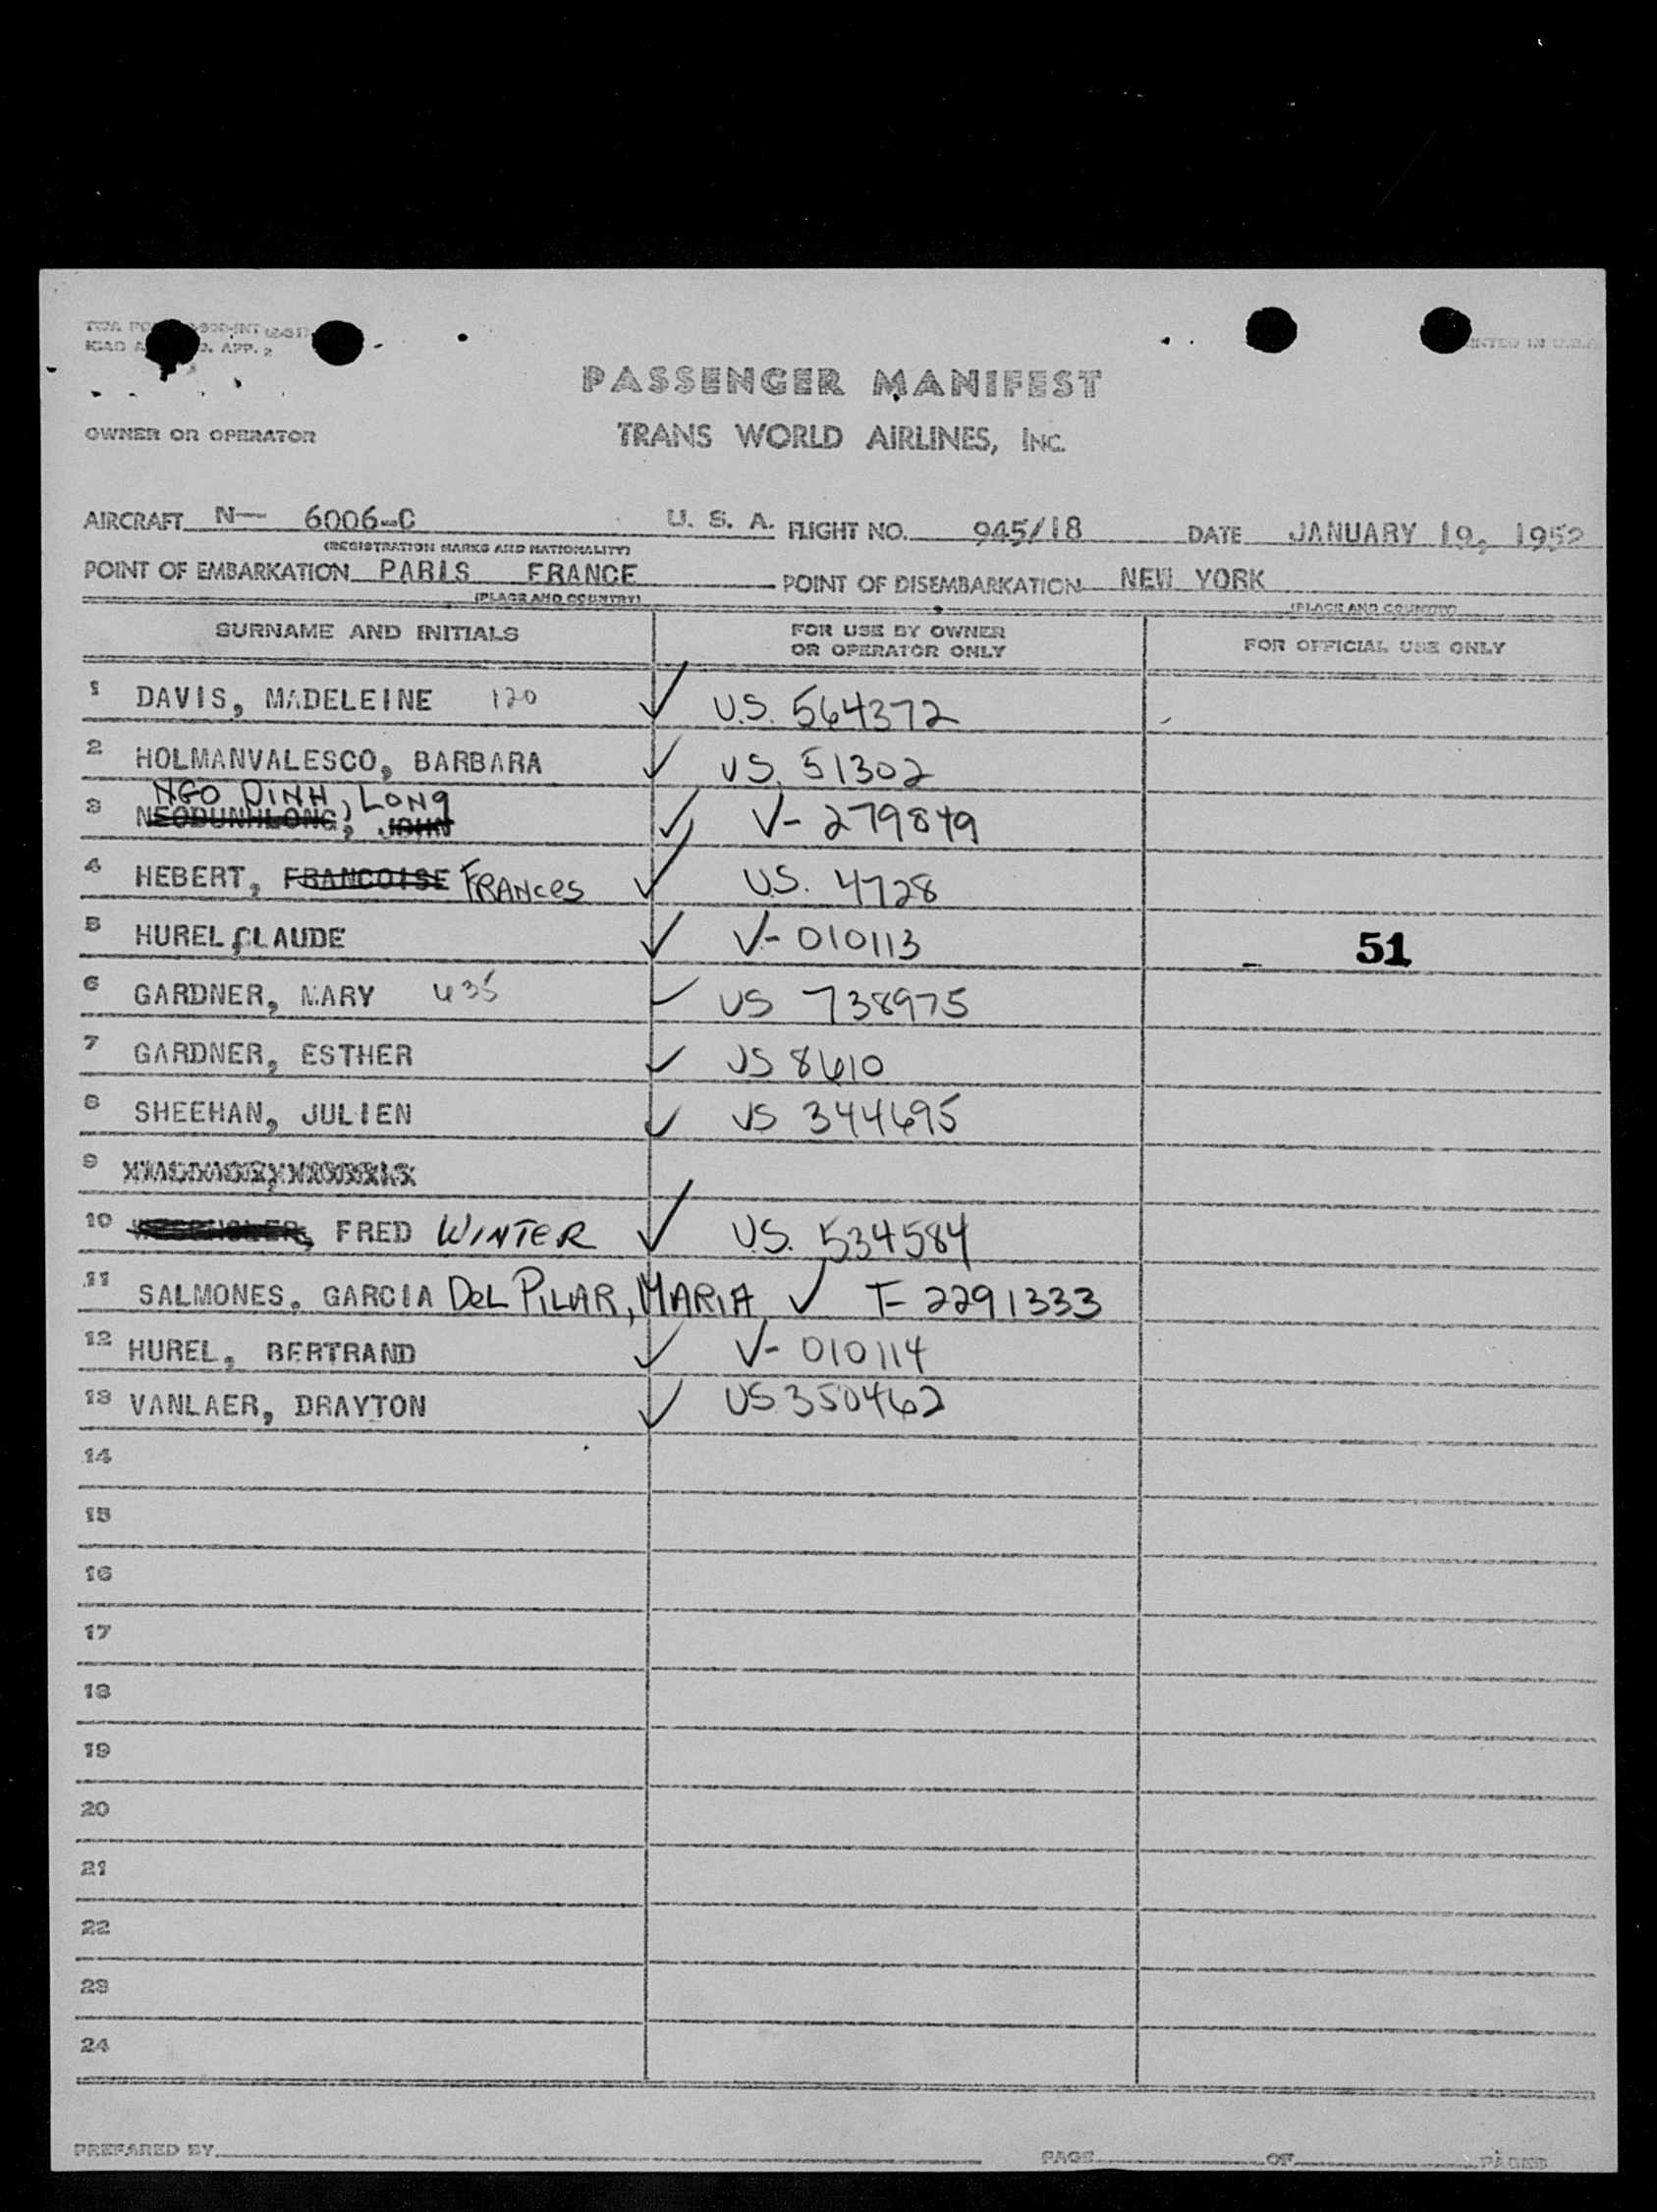 PASSENGER MANIFEST
OWNER OR OPERATOR TRANS WORLD AIRLINES, INC.
AIRCRAFT N— 6006-C U. S. A. FLIGHT NO. 945/18 DATE JANUARY 19, 1952
(REGISTRATION MARKS AND NATIONALITY)
POINT OF EMBARKATION PARIS FRANCE POINT OF DISEMBARKATION NEW YORK
(PLACE AND COUNTRY) (PLACE AND COUNTRY)
SURNAME AND INITIALS FOR USE BY OWNER OR OPERATOR ONLY FOR OFFICIAL USE ONLY
1 DAVIS, MADELEINE 120 ✓ U.S. 564372
2 HOLMANVALESCO, BARBARA ✓ US. 51302
NGO DINH, LONG
3 NEODUNHLONG, JOHN ✓ V- 279849
4 HEBERT, FRANCOISE FRANCES ✓ U.S. 4728
5 HUREL, CLAUDE ✓ V- 010113 51
6 GARDNER, MARY 435 ✓ US 738975
7 GARDNER, ESTHER ✓ US 8610
8 SHEEHAN, JULIEN ✓ US 344695
9
10 FRED WINTER ✓ U.S. 534584
11 SALMONES, GARCIA DEL PILAR, MARIA ✓ T- 2291333
12 HUREL, BERTRAND ✓ V- 010114
13 VANLAER, DRAYTON ✓ US 350462
14
15
16
17
18
19
20
21
22
23
24
PREPARED BY PAGE OF PAGES